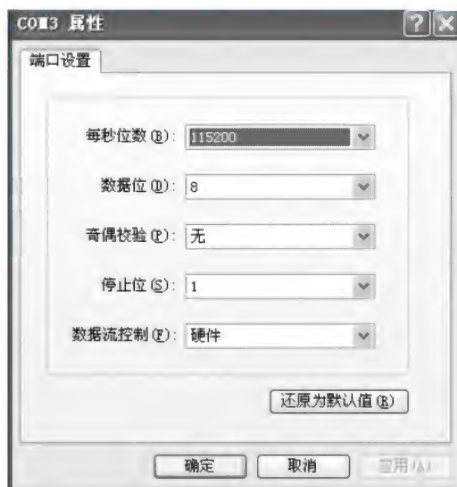 COM3 属性
端口设置
每秒位数(B): 115200
数据位(D): 8
奇偶校验(P): 无
停止位(S): 1
数据流控制(F): 硬件
还原为默认值(R)
确定 取消 应用(A)